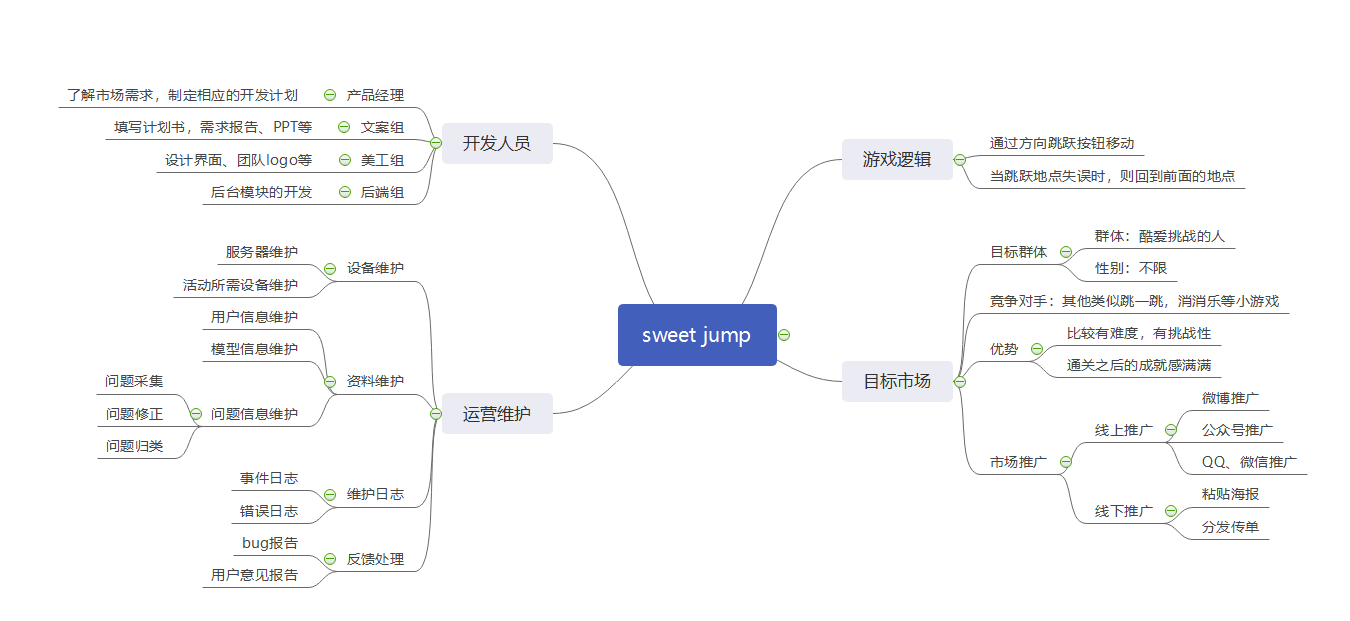 sweet jump
开发人员
产品经理
了解市场需求，制定相应的开发计划
文案组
填写计划书，需求报告、PPT等
美工组
设计界面、团队logo等
后端组
后台模块的开发
运营维护
设备维护
服务器维护
活动所需设备维护
资料维护
用户信息维护
模型信息维护
问题信息维护
问题采集
问题修正
问题归类
维护日志
事件日志
错误日志
反馈处理
bug报告
用户意见报告
游戏逻辑
通过方向跳跃按钮移动
当跳跃地点失误时，则回到前面的地点
目标市场
目标群体
群体：酷爱挑战的人
性别：不限
竞争对手：其他类似跳一跳，消消乐等小游戏
优势
比较有难度，有挑战性
通关之后的成就感满满
市场推广
线上推广
微博推广
公众号推广
QQ、微信推广
线下推广
粘贴海报
分发传单